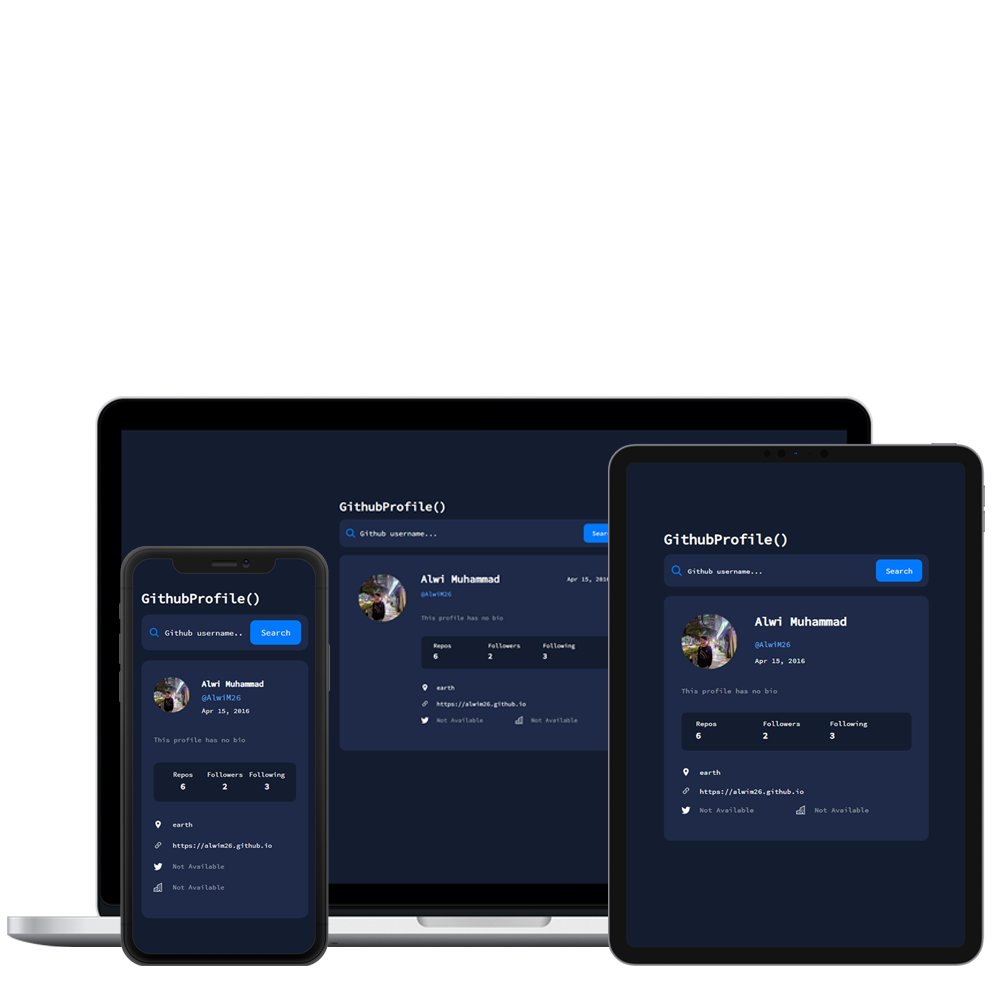 GithubProfile()
Github username...
Sear
Alwi Muhammad
Apr 15, 2016
@AlwiM26
This profile has no bio
Repos Followers Following
6 2 3
earth
https://alwim26.github.io
Not Available Not Available
GithubProfile()
Github username..
Search
Alwi Muhammad
@AlwiM26
Apr 15, 2016
This profile has no bio
Repos Followers Following
6 2 3
earth
https://alwim26.github.io
Not Available
Not Available
GithubProfile()
Github username...
Search
Alwi Muhammad
@AlwiM26
Apr 15, 2016
This profile has no bio
Repos Followers Following
6 2 3
earth
https://alwim26.github.io
Not Available Not Available